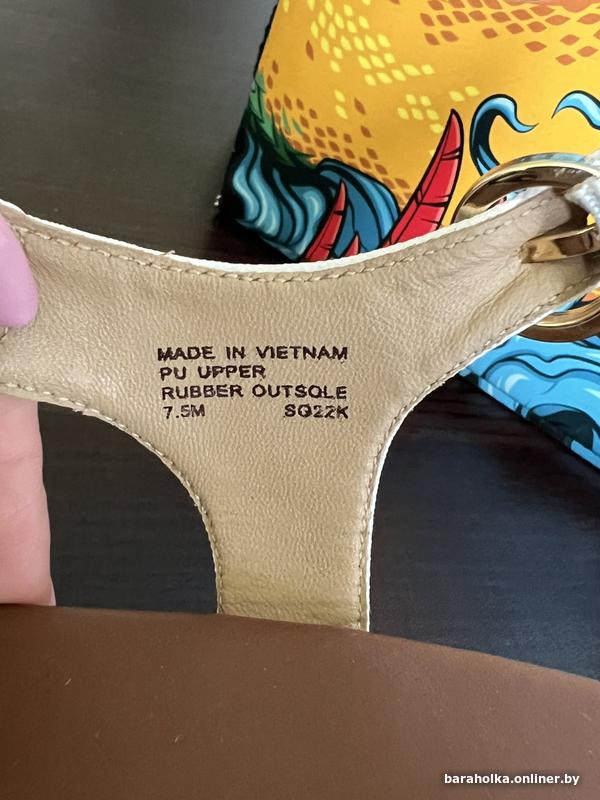 MADE IN VIETNAM
PU UPPER
RUBBER OUTSOLE
7.5M SG22K
baraholka.onliner.by